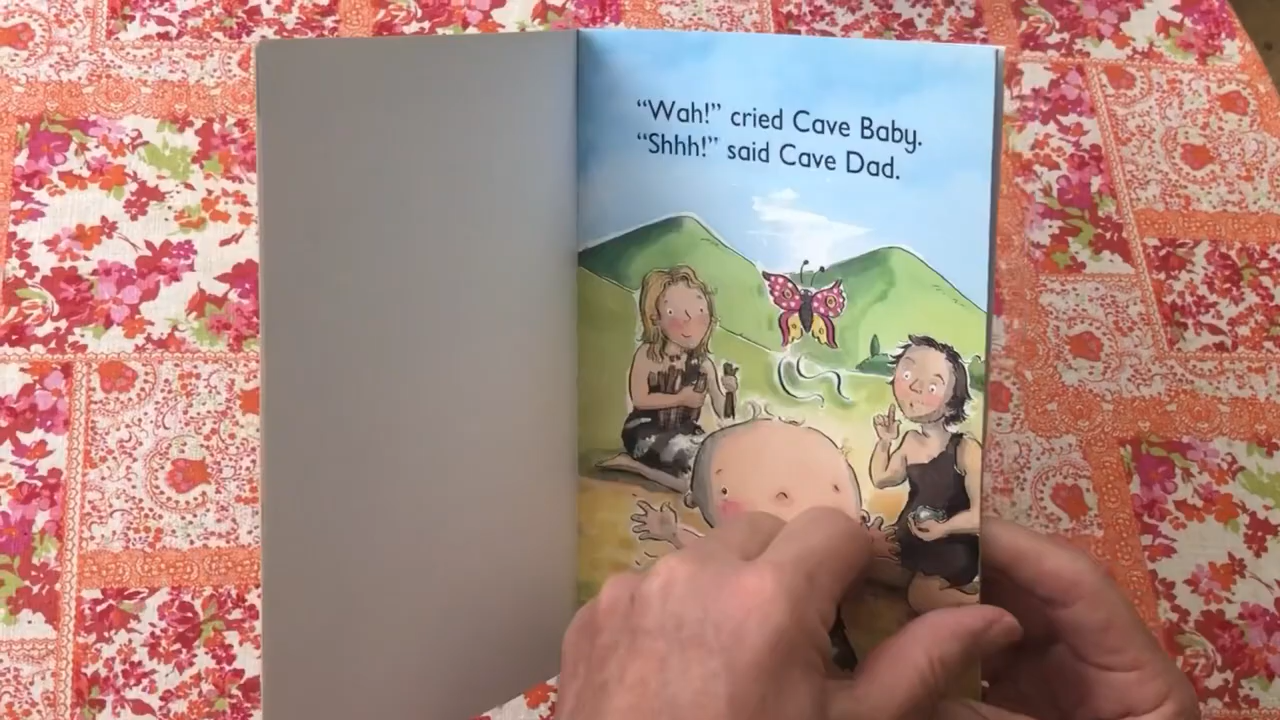 “Wah!” cried Cave Baby.
“Shhh!” said Cave Dad.